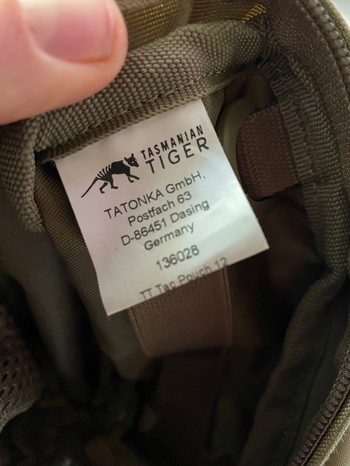 TASMANIAN
TIGER
TATONKA GmbH,
Postfach 63
D-86451 Dasing
Germany
136028
TT Tac Pouch 12